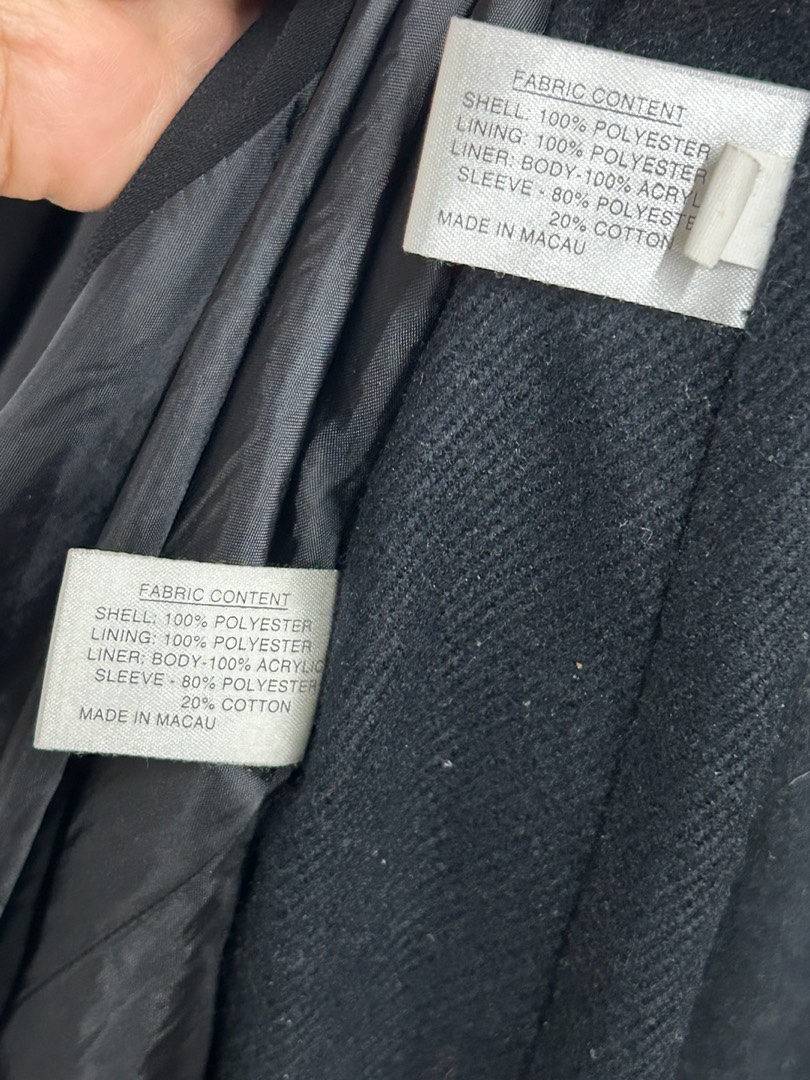 FABRIC CONTENT
SHELL: 100% POLYESTER
LINING: 100% POLYESTER
LINER: BODY-100% ACRYL
SLEEVE - 80% POLYESTE
20% COTTON
MADE IN MACAU
FABRIC CONTENT
SHELL: 100% POLYESTER
LINING: 100% POLYESTER
LINER: BODY-100% ACRYLIC
SLEEVE - 80% POLYESTER
20% COTTON
MADE IN MACAU